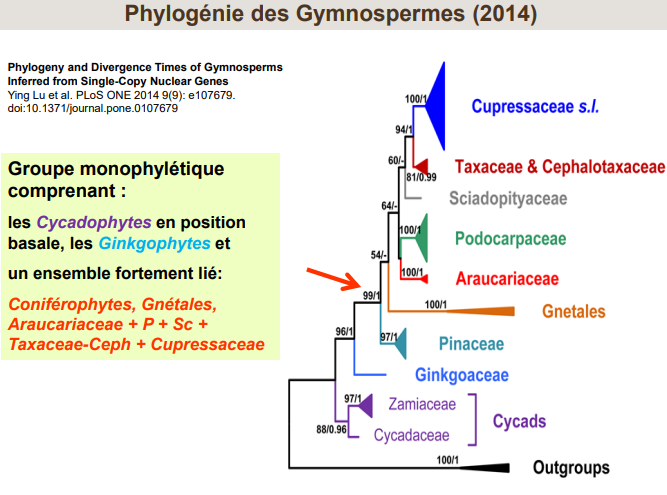 Phylogénie des Gymnospermes (2014)
Phylogeny and Divergence Times of Gymnosperms
Inferred from Single-Copy Nuclear Genes
Ying Lu et al. PLoS ONE 2014 9(9): e107679.
doi:10.1371/journal.pone.0107679
Groupe monophylétique
comprenant :
les Cycadophytes en position
basale, les Ginkgophytes et
un ensemble fortement lié:
Coniférophytes, Gnétales,
Araucariaceae + P + Sc +
Taxaceae-Ceph + Cupressaceae
100/1
Cupressaceae s.l.
94/1
60/-
Taxaceae & Cephalotaxaceae
81/0.99
Sciadopityaceae
64/-
100/1
Podocarpaceae
54/-
100/1
Araucariaceae
99/1
100/1
Gnetales
96/1
97/1
Pinaceae
Ginkgoaceae
97/1
Zamiaceae
Cycads
88/0.96
Cycadaceae
100/1
Outgroups